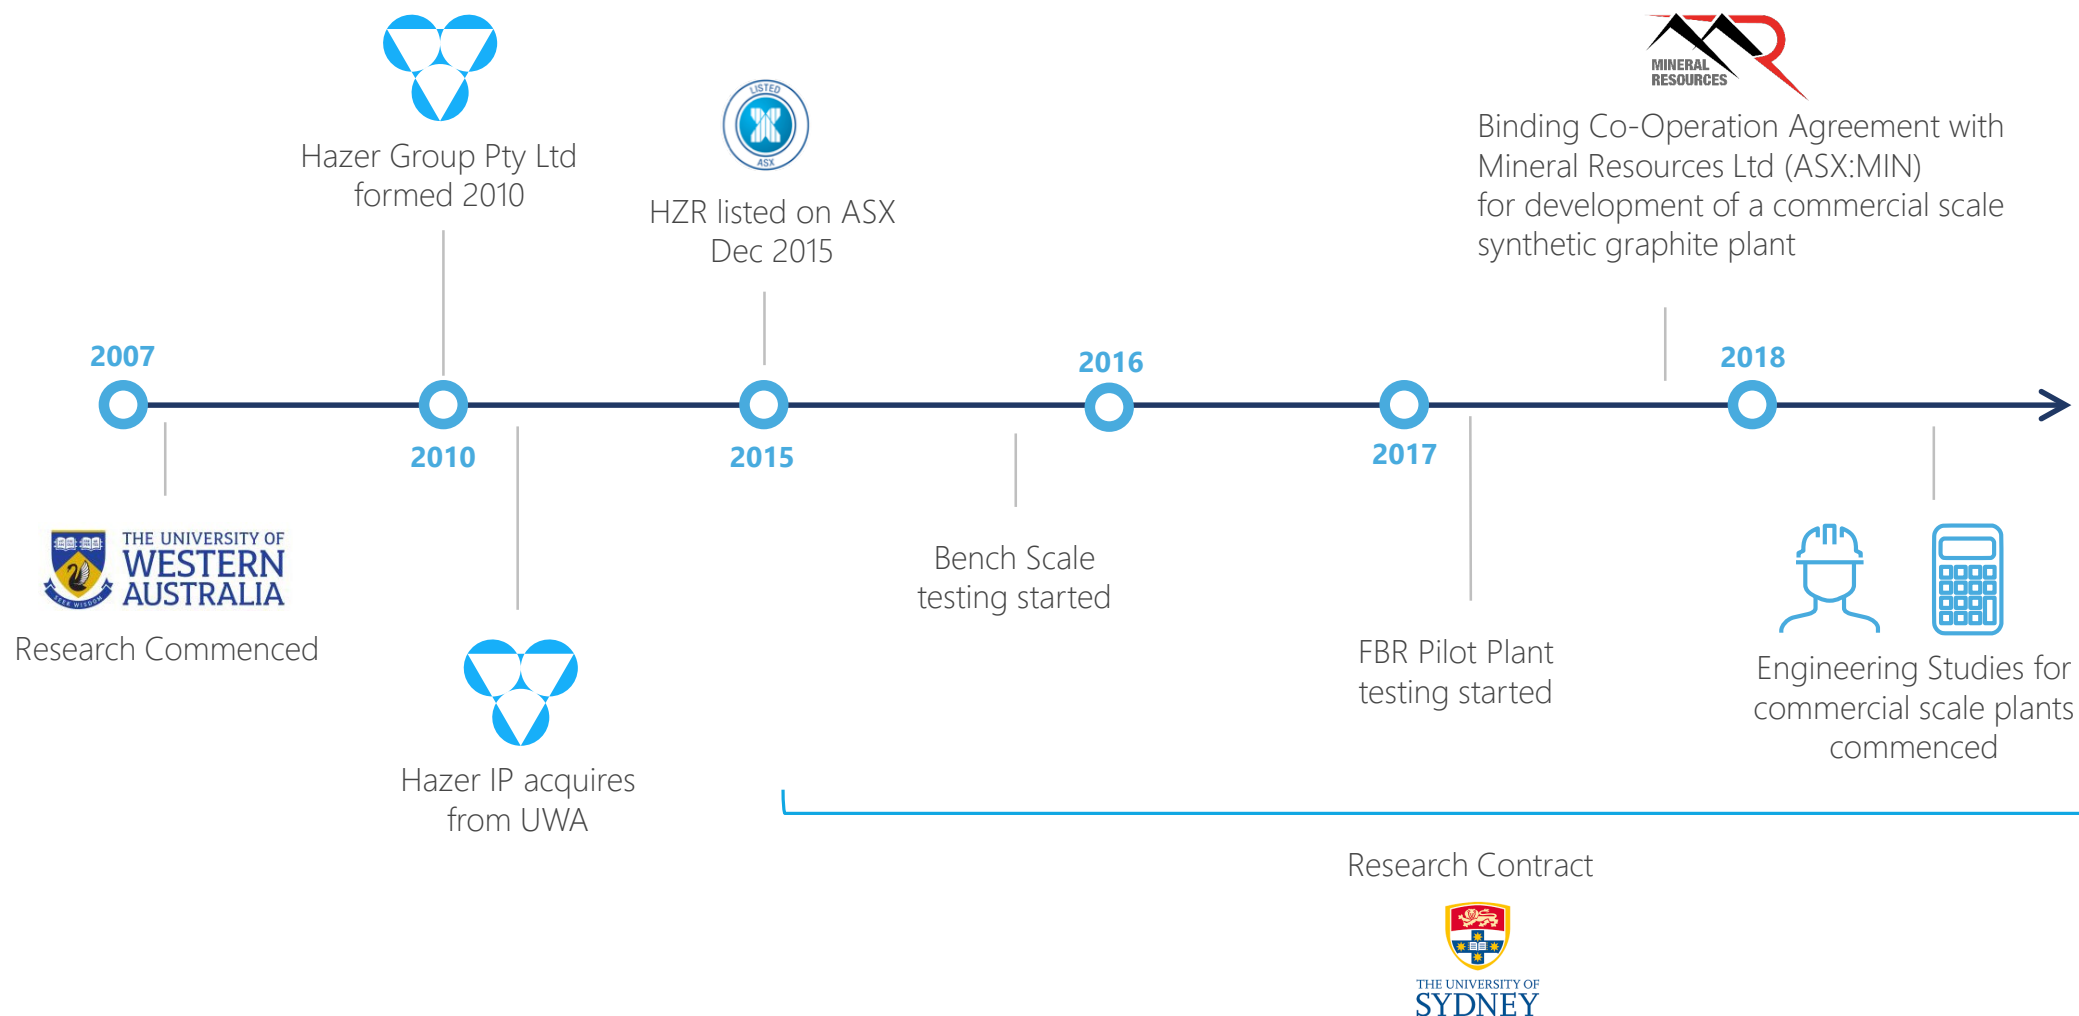 MINERAL
RESOURCES
LISTED
ASX
Hazer Group Pty Ltd
formed 2010
HZR listed on ASX
Dec 2015
Binding Co-Operation Agreement with
Mineral Resources Ltd (ASX:MIN)
for development of a commercial scale
synthetic graphite plant
2007
2016
2018
2010
2015
2017
THE UNIVERSITY OF
WESTERN
AUSTRALIA
SEEK WISDOM
Research Commenced
Bench Scale
testing started
FBR Pilot Plant
testing started
Engineering Studies for
commercial scale plants
commenced
Hazer IP acquires
from UWA
Research Contract
THE UNIVERSITY OF
SYDNEY